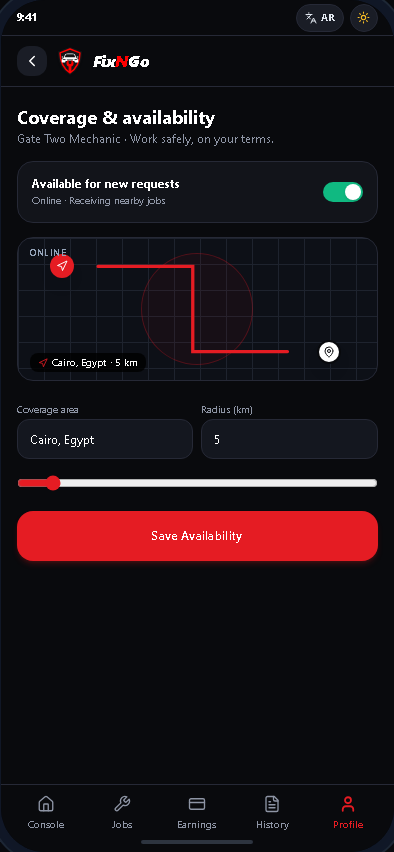 9:41
AR
FixNGo
Coverage & availability
Gate Two Mechanic · Work safely, on your terms.
Available for new requests
Online · Receiving nearby jobs
ONLINE
Cairo, Egypt · 5 km
Coverage area
Radius (km)
Cairo, Egypt
5
Save Availability
Console
Jobs
Earnings
History
Profile